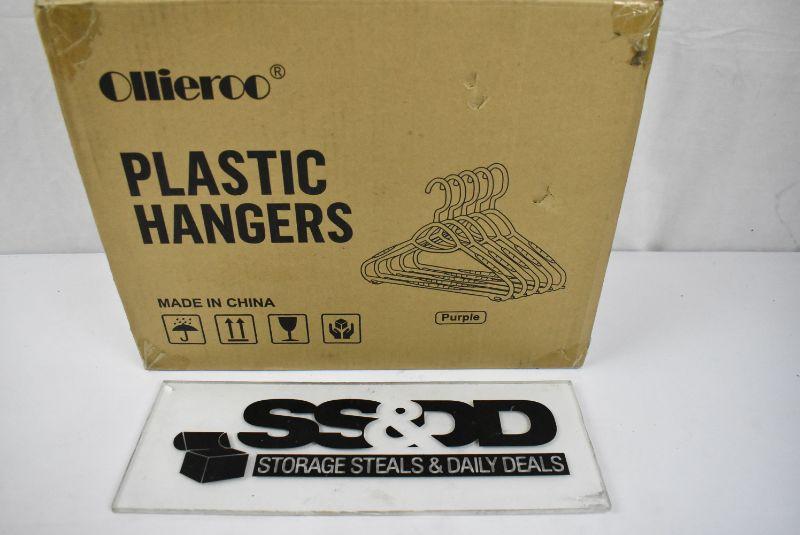 Ollieroo®
PLASTIC
HANGERS
MADE IN CHINA
Purple
SS&DD
STORAGE STEALS & DAILY DEALS